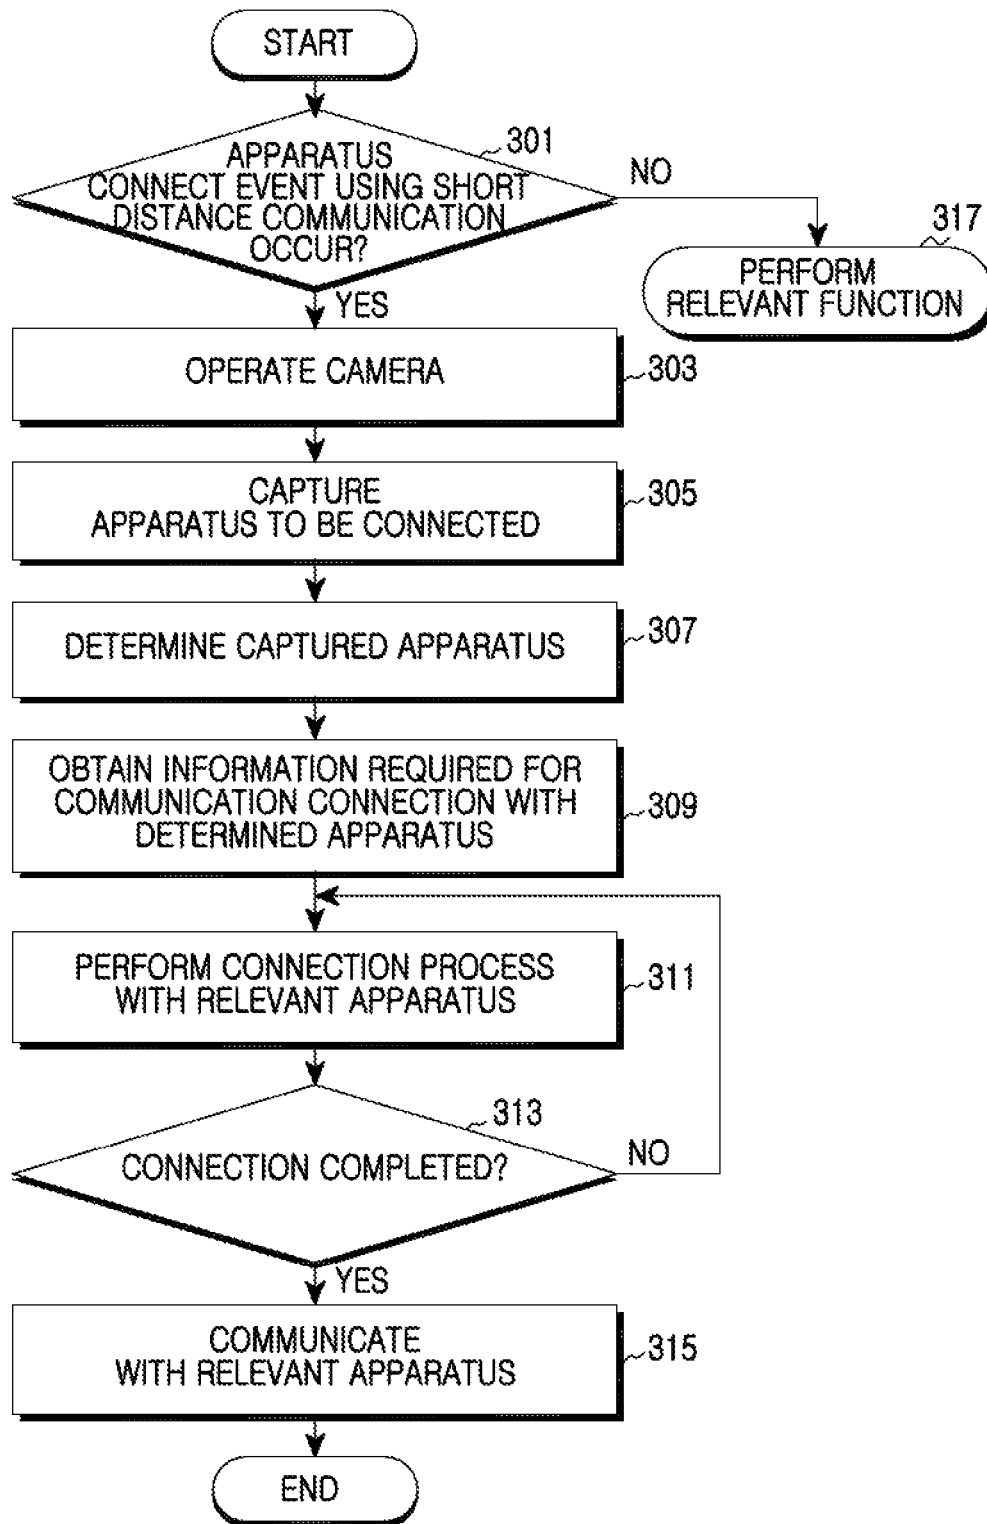 START
301
APPARATUS
CONNECT EVENT USING SHORT
DISTANCE COMMUNICATION
OCCUR?
NO
317
PERFORM
RELEVANT FUNCTION
YES
OPERATE CAMERA
303
CAPTURE
APPARATUS TO BE CONNECTED
305
DETERMINE CAPTURED APPARATUS
307
OBTAIN INFORMATION REQUIRED FOR
COMMUNICATION CONNECTION WITH
DETERMINED APPARATUS
309
PERFORM CONNECTION PROCESS
WITH RELEVANT APPARATUS
311
313
CONNECTION COMPLETED?
NO
YES
COMMUNICATE
WITH RELEVANT APPARATUS
315
END